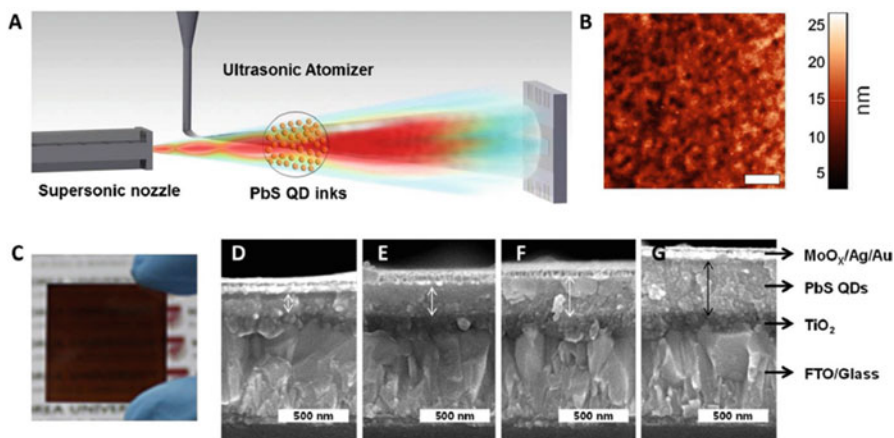 A
Ultrasonic Atomizer
Supersonic nozzle
PbS QD inks
B
25
20
15
10
5
nm
C
D
E
F
G
500 nm
500 nm
500 nm
500 nm
MoOₓ/Ag/Au
PbS QDs
TiO₂
FTO/Glass